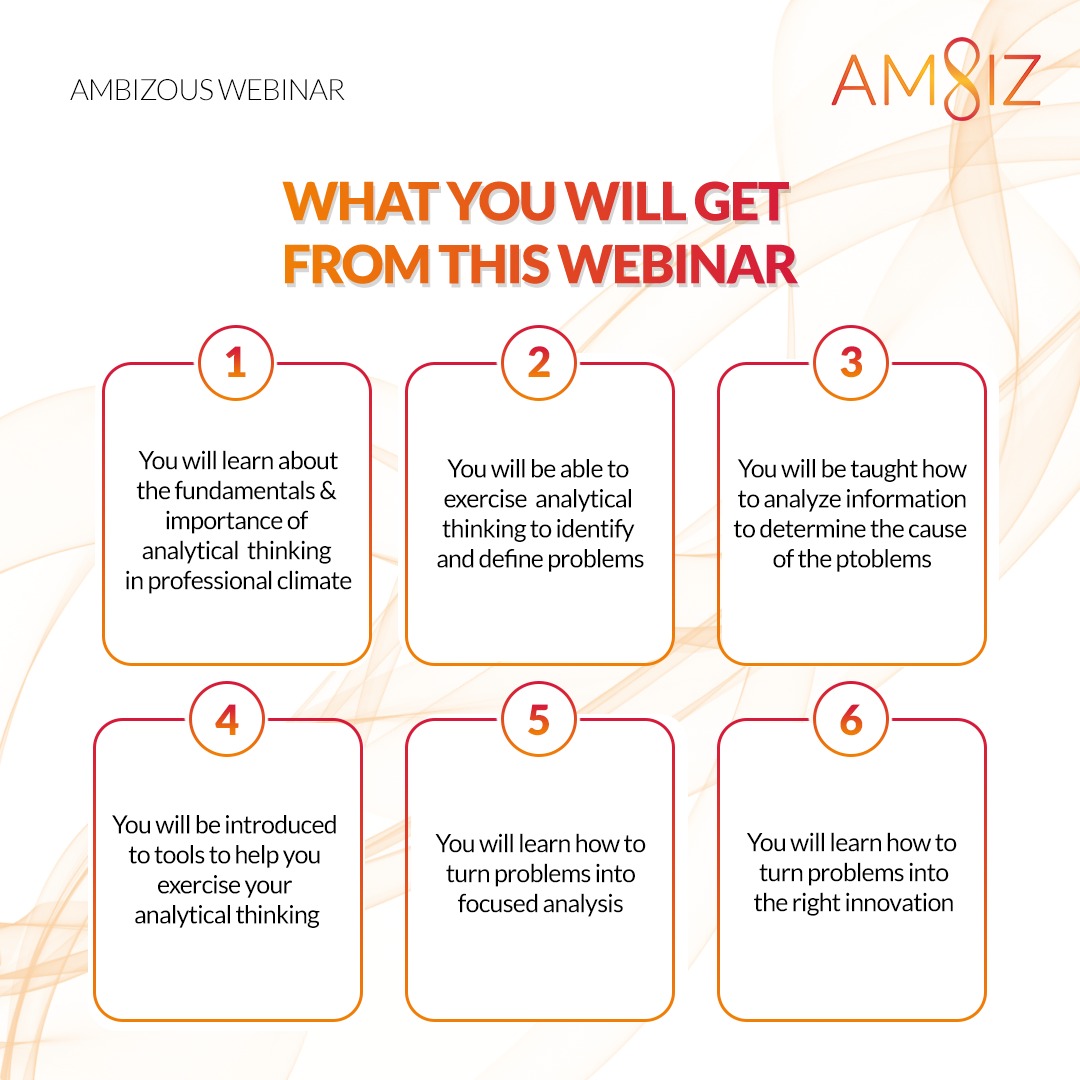 AMBIZOUS WEBINAR
AM8IZ
WHAT YOU WILL GET
FROM THIS WEBINAR
1
You will learn about
the fundamentals &
importance of
analytical thinking
in professional climate
2
You will be able to
exercise analytical
thinking to identify
and define problems
3
You will be taught how
to analyze information
to determine the cause
of the ptoblems
4
You will be introduced
to tools to help you
exercise your
analytical thinking
5
You will learn how to
turn problems into
focused analysis
6
You will learn how to
turn problems into
the right innovation